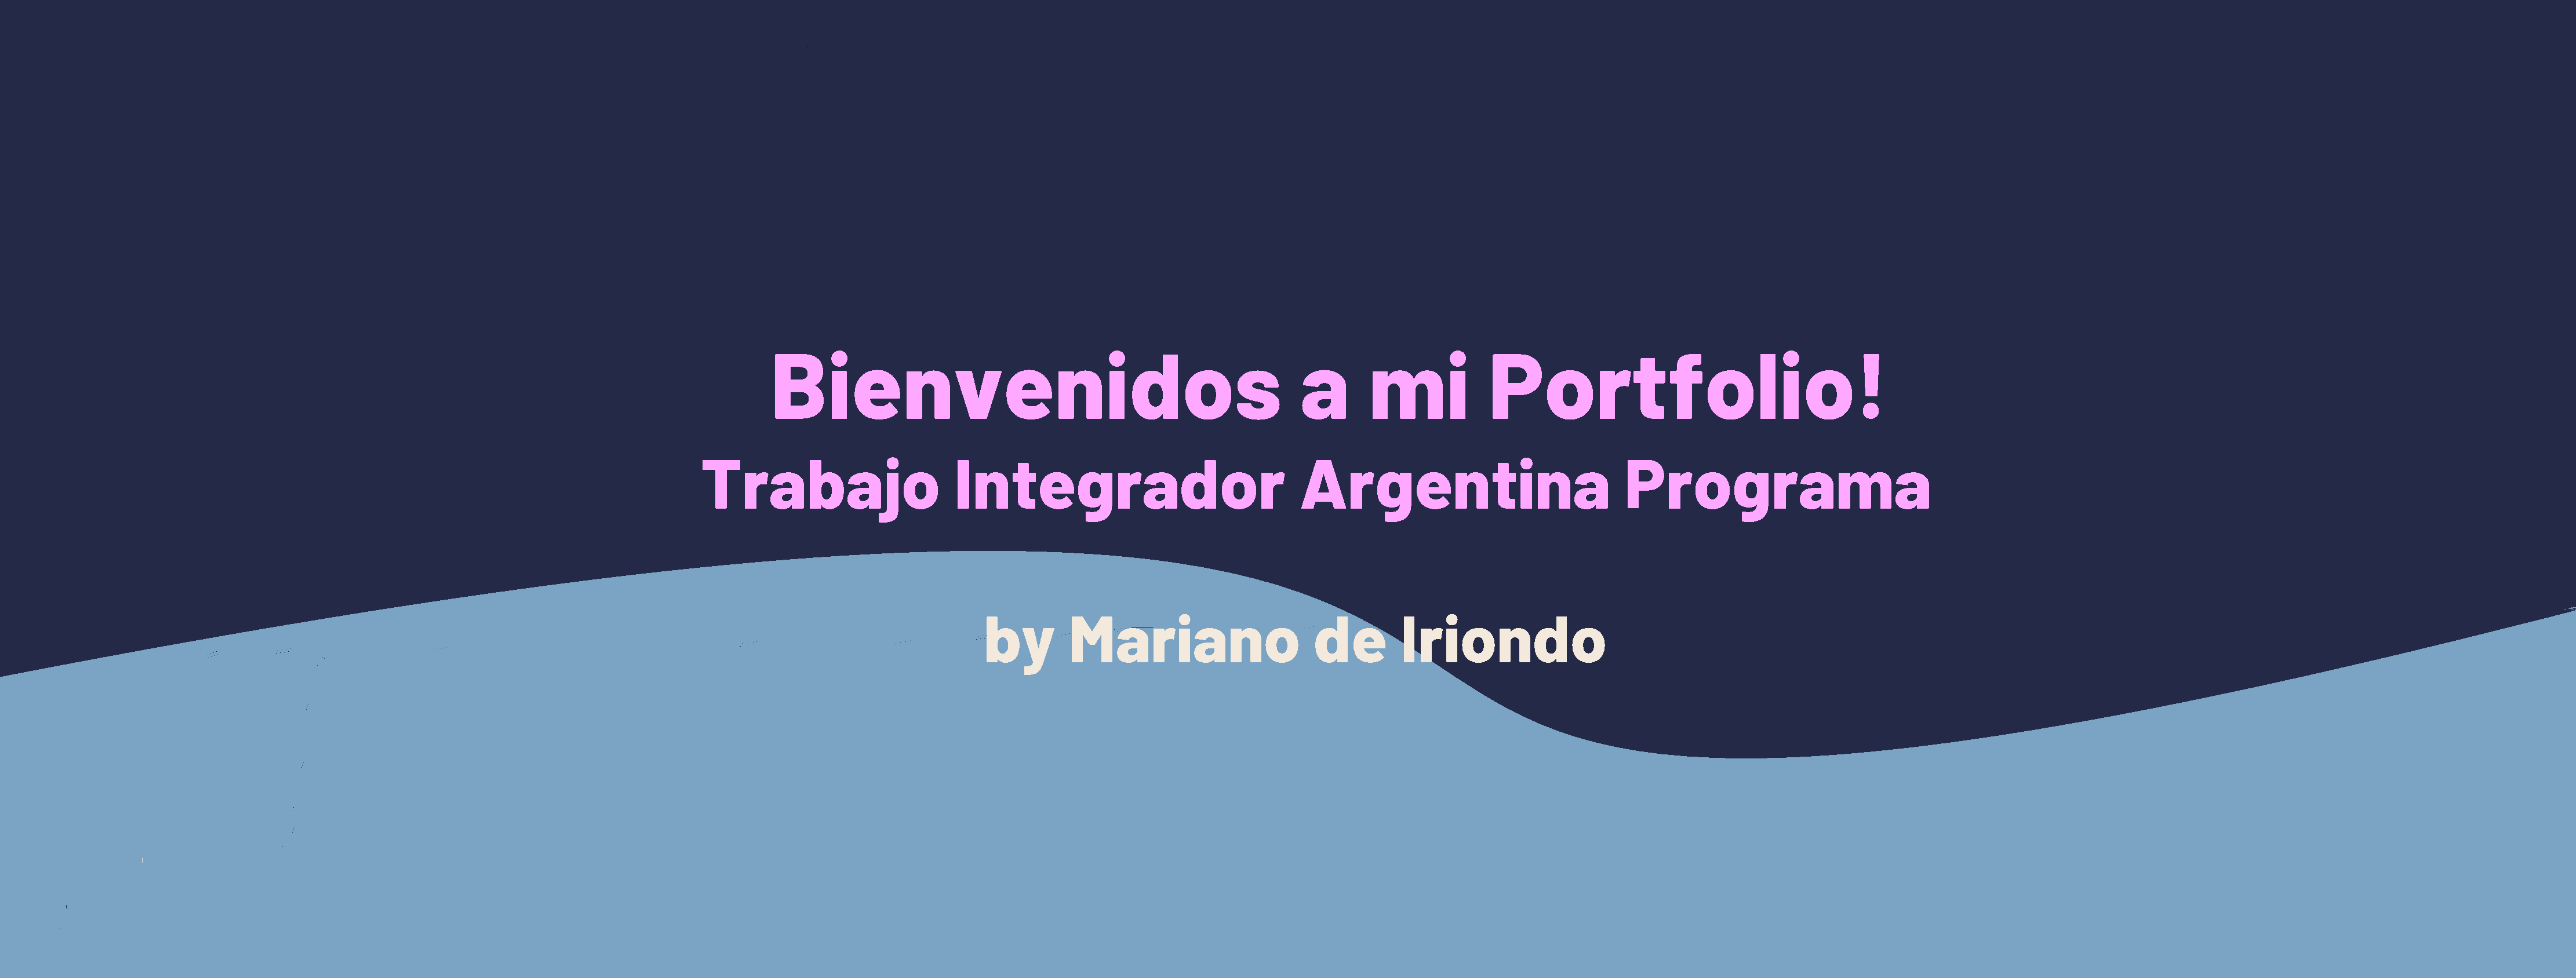 Bienvenidos a mi Portfolio!
Trabajo Integrador Argentina Programa
by Mariano de Iriondo